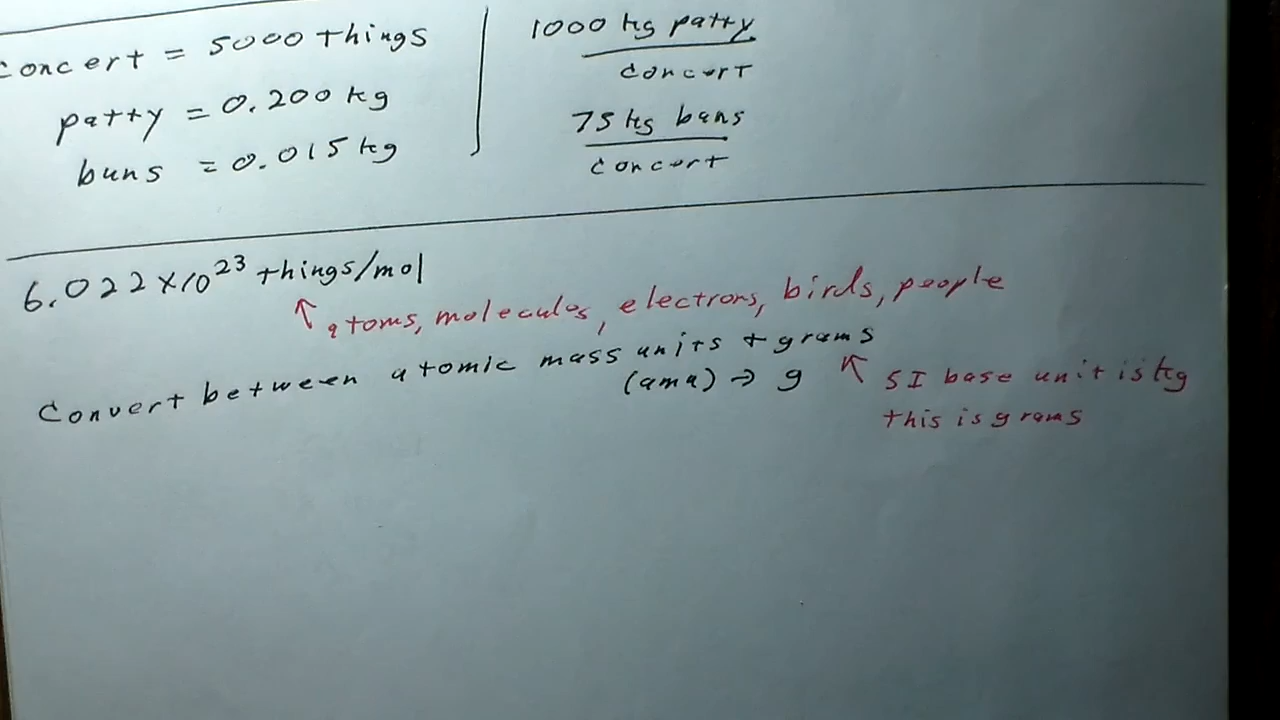 concert = 5000 things
patty = 0.200 kg
buns = 0.015 kg
1000 kg patty
concert
75 kg buns
concert
6.022 x 10^23 things/mol
↖ atoms, molecules, electrons, birds, people
Convert between atomic mass units + grams
(amu) → g
↖ SI base unit is kg
this is grams